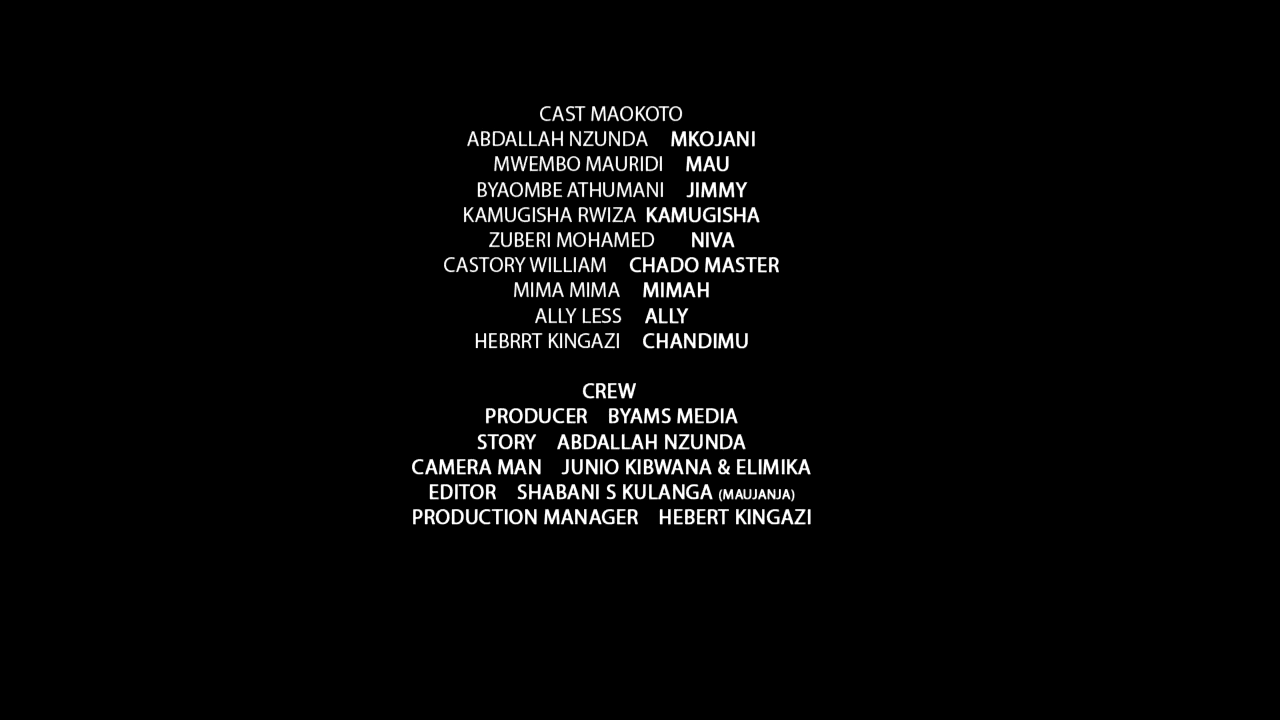 CAST MAOKOTO
ABDALLAH NZUNDA MKOJANI
MWEMBO MAURIDI MAU
BYAOMBE ATHUMANI JIMMY
KAMUGISHA RWIZA KAMUGISHA
ZUBERI MOHAMED NIVA
CASTORY WILLIAM CHADO MASTER
MIMA MIMA MIMAH
ALLY LESS ALLY
HEBRRT KINGAZI CHANDIMU
CREW
PRODUCER BYAMS MEDIA
STORY ABDALLAH NZUNDA
CAMERA MAN JUNIO KIBWANA & ELIMIKA
EDITOR SHABANI S KULANGA (MAUJANJA)
PRODUCTION MANAGER HEBERT KINGAZI